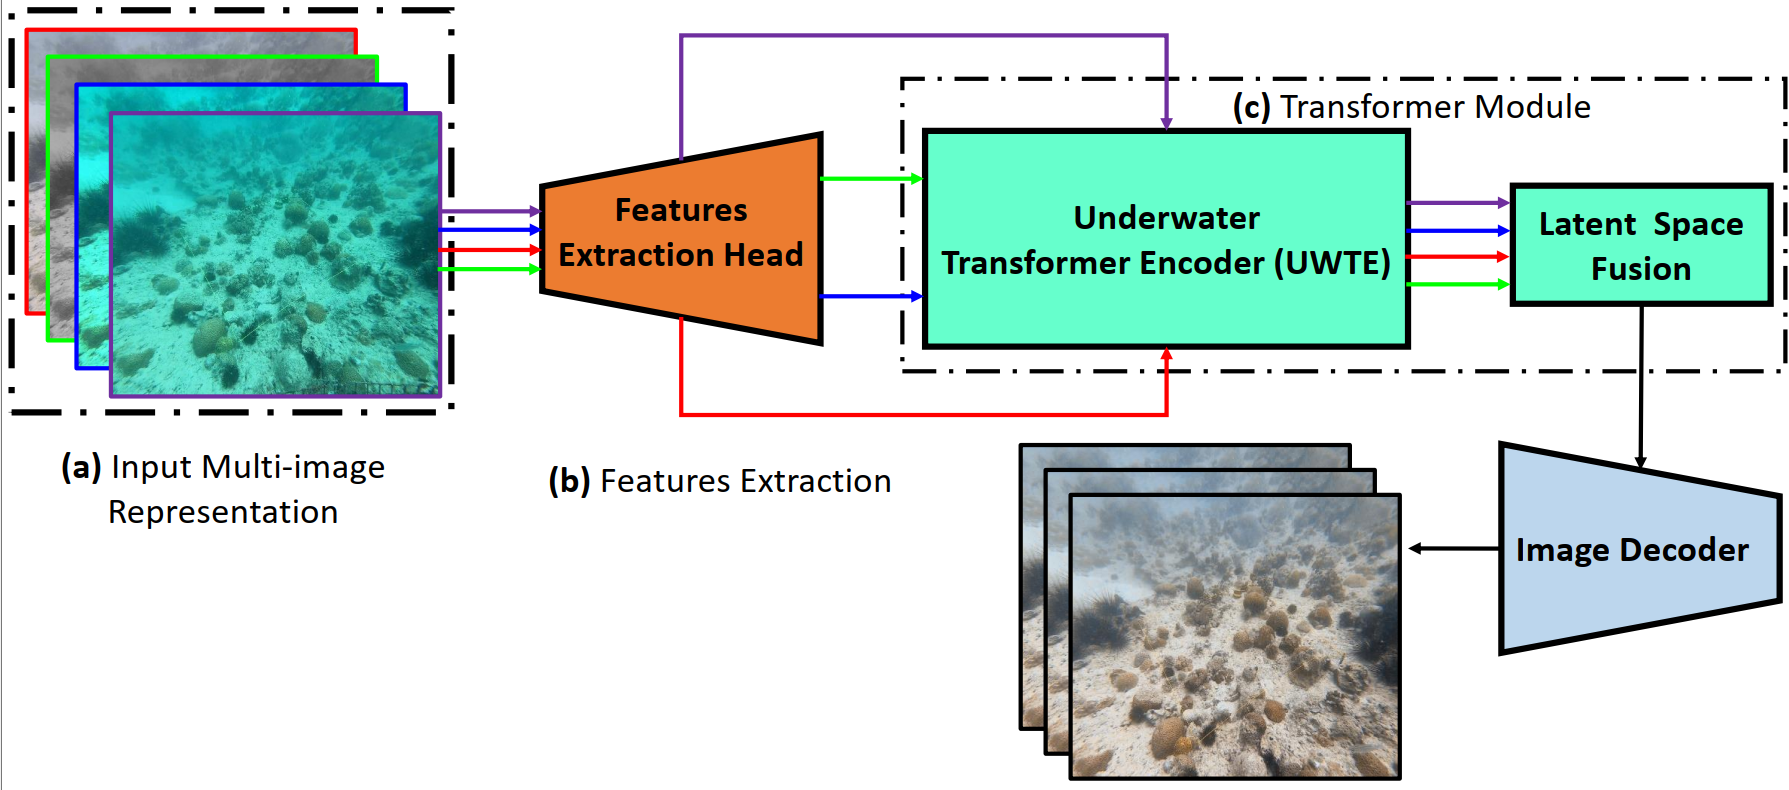 (a) Input Multi-image
Representation
Features
Extraction Head
(b) Features Extraction
(c) Transformer Module
Underwater
Transformer Encoder (UWTE)
Latent Space
Fusion
Image Decoder